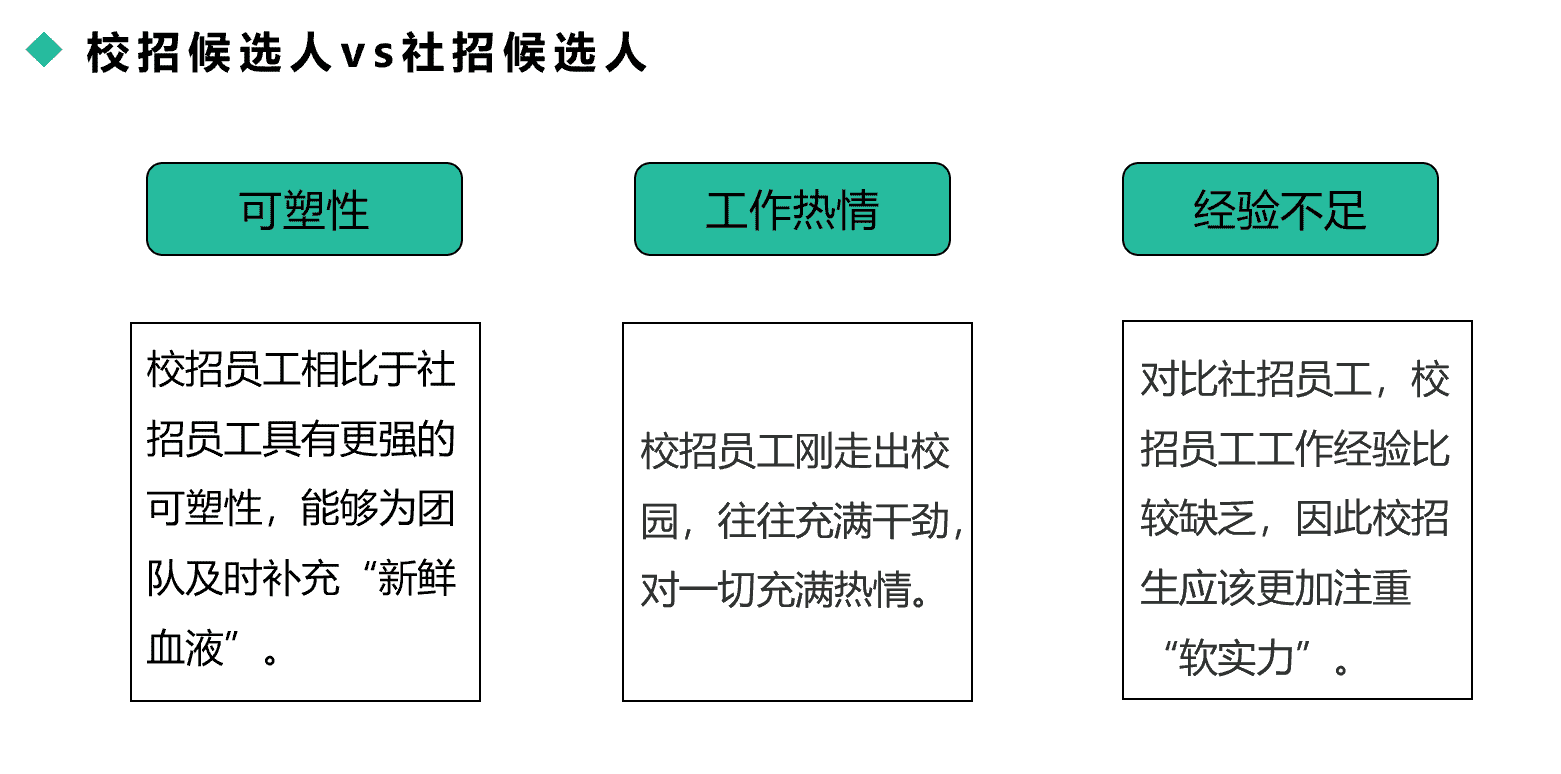 校招候选人vs社招候选人
可塑性
工作热情
经验不足
校招员工相比于社
招员工具有更强的
可塑性，能够为团
队及时补充“新鲜
血液”。
校招员工刚走出校
园，往往充满干劲，
对一切充满热情。
对比社招员工，校
招员工工作经验比
较缺乏，因此校招
生应该更加注重
“软实力”。